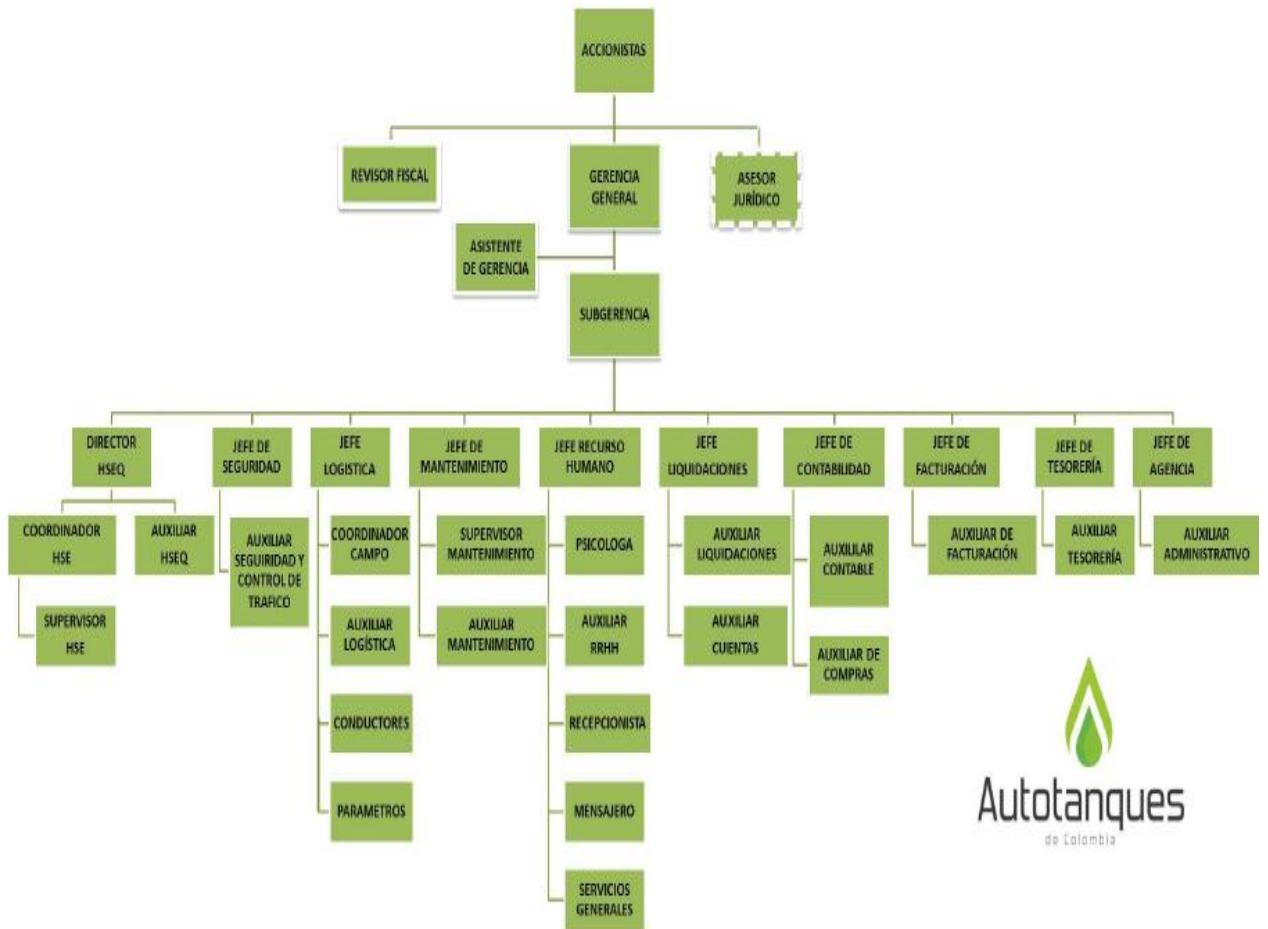 ACCIONISTAS
REVISOR FISCAL
GERENCIA
GENERAL
ASESOR
JURÍDICO
ASISTENTE
DE GERENCIA
SUBGERENCIA
DIRECTOR
HSEQ
JEFE DE
SEGURIDAD
JEFE
LOGISTICA
JEFE DE
MANTENIMIENTO
JEFE RECURSO
HUMANO
JEFE
LIQUIDACIONES
JEFE DE
CONTABILIDAD
JEFE DE
FACTURACIÓN
JEFE DE
TESORERÍA
JEFE DE
AGENCIA
COORDINADOR
HSE
AUXILIAR
HSEQ
AUXILIAR
SEGUIRIDAD Y
CONTROL DE
TRAFICO
COORDINADOR
CAMPO
SUPERVISOR
MANTENIMIENTO
PSICOLOGA
AUXILIAR
LIQUIDACIONES
AUXILILAR
CONTABLE
AUXILIAR DE
FACTURACIÓN
AUXILIAR
TESORERÍA
AUXILIAR
ADMINISTRATIVO
SUPERVISOR
HSE
AUXILIAR
LOGÍSTICA
AUXILIAR
MANTENIMIENTO
AUXILIAR
RRHH
AUXILIAR
CUENTAS
AUXILIAR DE
COMPRAS
CONDUCTORES
RECEPCIONISTA
PARAMETROS
MENSAJERO
SERVICIOS
GENERALES
Autotanques
de Colombia